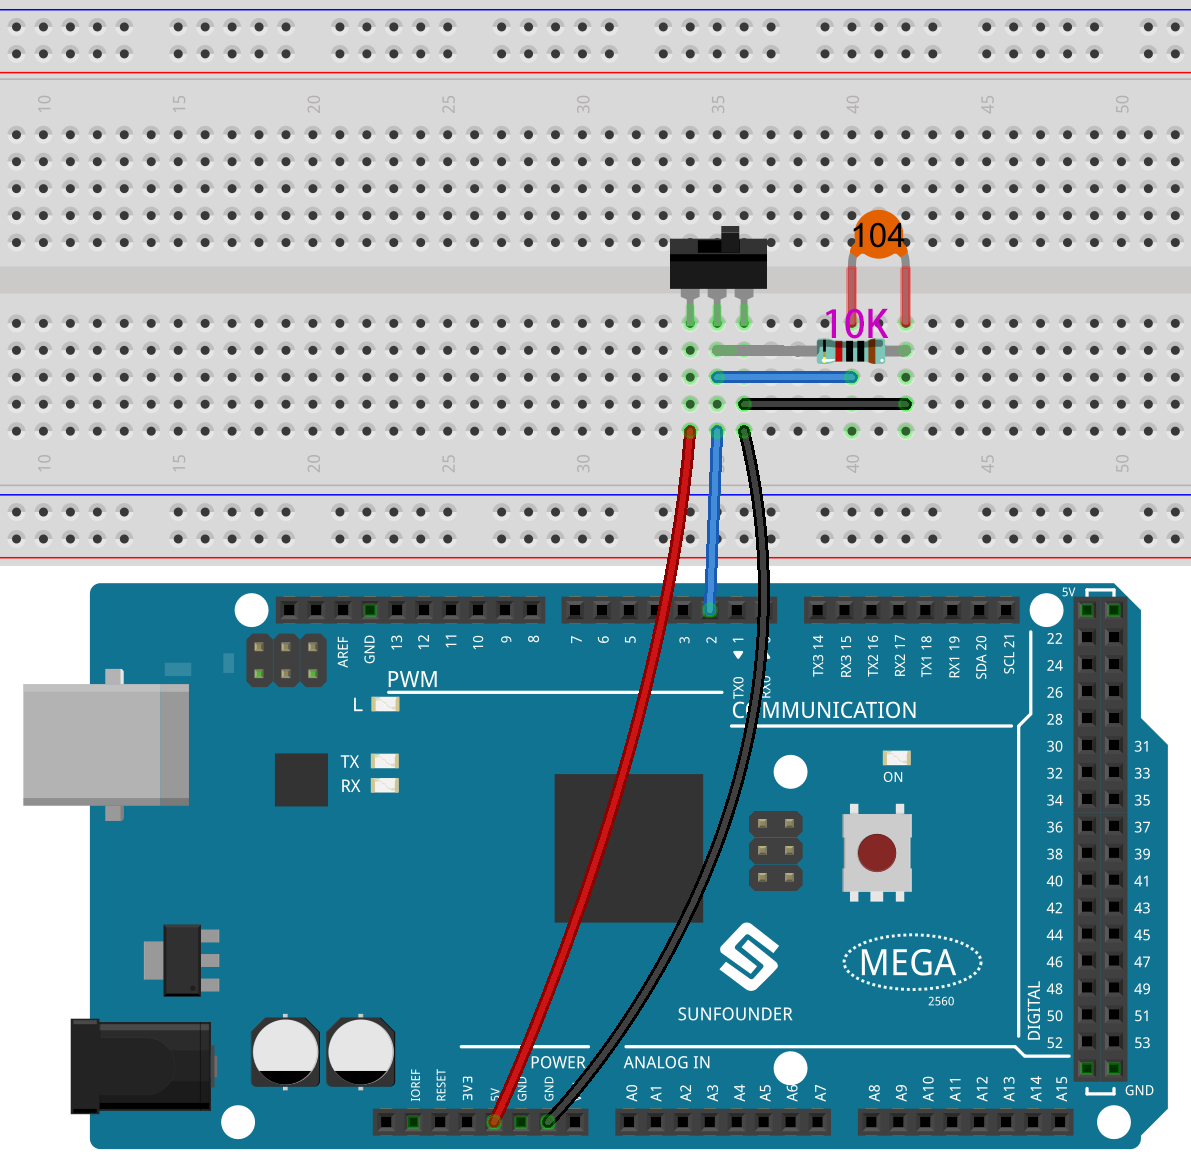 10 15 20 25 30 35 40 45 50
104
10K
10 15 20 25 30 40 45 50
5V
AREF GND 13 12 11 10 9 8 7 6 5 3 2 1
TX3 14 RX3 15 TX2 16 RX2 17 TX1 18 RX1 19 SDA 20 SCL 21
TX0 RX0
PWM
COMMUNICATION
L
TX
RX
ON
22
24
26
28
30 31
32 33
34 35
36 37
38 39
40 41
42 43
44 45
46 47
48 49
50 51
52 53
DIGITAL
MEGA
2560
SUNFOUNDER
POWER
ANALOG IN
IOREF RESET 3V3 5V GND GND
A0 A1 A2 A3 A4 A5 A6 A7 A8 A9 A10 A11 A12 A13 A14 A15
GND